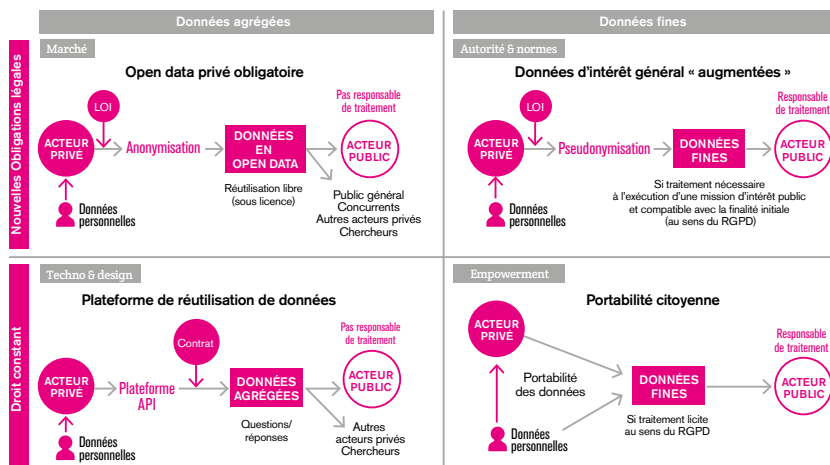 Données agrégées
Données fines
Nouvelles Obligations légales
Marché
Open data privé obligatoire
LOI
ACTEUR
PRIVÉ
Anonymisation
DONNÉES
EN
OPEN DATA
Réutilisation libre
(sous licence)
Pas responsable
de traitement
ACTEUR
PUBLIC
Public général
Concurrents
Autres acteurs privés
Chercheurs
Données
personnelles
Autorité & normes
Données d'intérêt général « augmentées »
LOI
ACTEUR
PRIVÉ
Pseudonymisation
DONNÉES
FINES
Responsable
de traitement
ACTEUR
PUBLIC
Si traitement nécessaire
à l'exécution d'une mission d'intérêt public
et compatible avec la finalité initiale
(au sens du RGPD)
Données
personnelles
Droit constant
Techno & design
Plateforme de réutilisation de données
Contrat
ACTEUR
PRIVÉ
Plateforme
API
DONNÉES
AGRÉGÉES
Questions/
réponses
Pas responsable
de traitement
ACTEUR
PUBLIC
Autres
acteurs privés
Chercheurs
Données
personnelles
Empowerment
Portabilité citoyenne
ACTEUR
PRIVÉ
Portabilité
des données
DONNÉES
FINES
Si traitement licite
au sens du RGPD
Responsable
de traitement
ACTEUR
PUBLIC
Données
personnelles